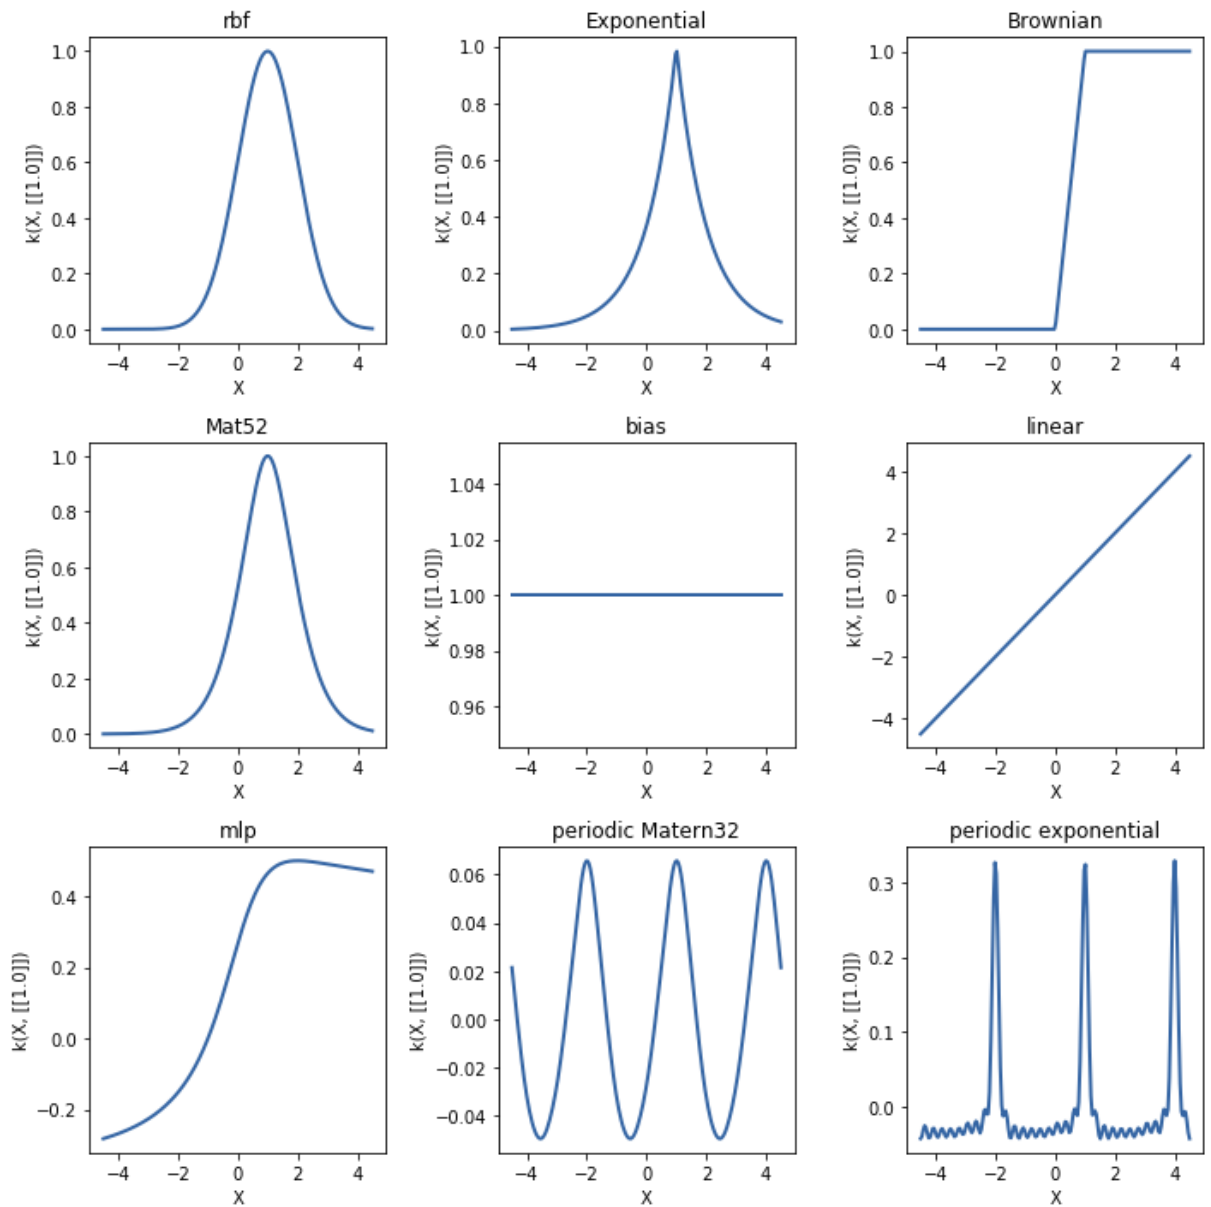 rbf
1.0
0.8
0.6
0.4
0.2
0.0
k(X, [[1.0]])
−4 −2 0 2 4
X
Exponential
1.0
0.8
0.6
0.4
0.2
0.0
k(X, [[1.0]])
−4 −2 0 2 4
X
Brownian
1.0
0.8
0.6
0.4
0.2
0.0
k(X, [[1.0]])
−4 −2 0 2 4
X
Mat52
1.0
0.8
0.6
0.4
0.2
0.0
k(X, [[1.0]])
−4 −2 0 2 4
X
bias
1.04
1.02
1.00
0.98
0.96
k(X, [[1.0]])
−4 −2 0 2 4
X
linear
4
2
0
−2
−4
k(X, [[1.0]])
−4 −2 0 2 4
X
mlp
0.4
0.2
0.0
−0.2
k(X, [[1.0]])
−4 −2 0 2 4
X
periodic Matern32
0.06
0.04
0.02
0.00
−0.02
−0.04
k(X, [[1.0]])
−4 −2 0 2 4
X
periodic exponential
0.3
0.2
0.1
0.0
k(X, [[1.0]])
−4 −2 0 2 4
X